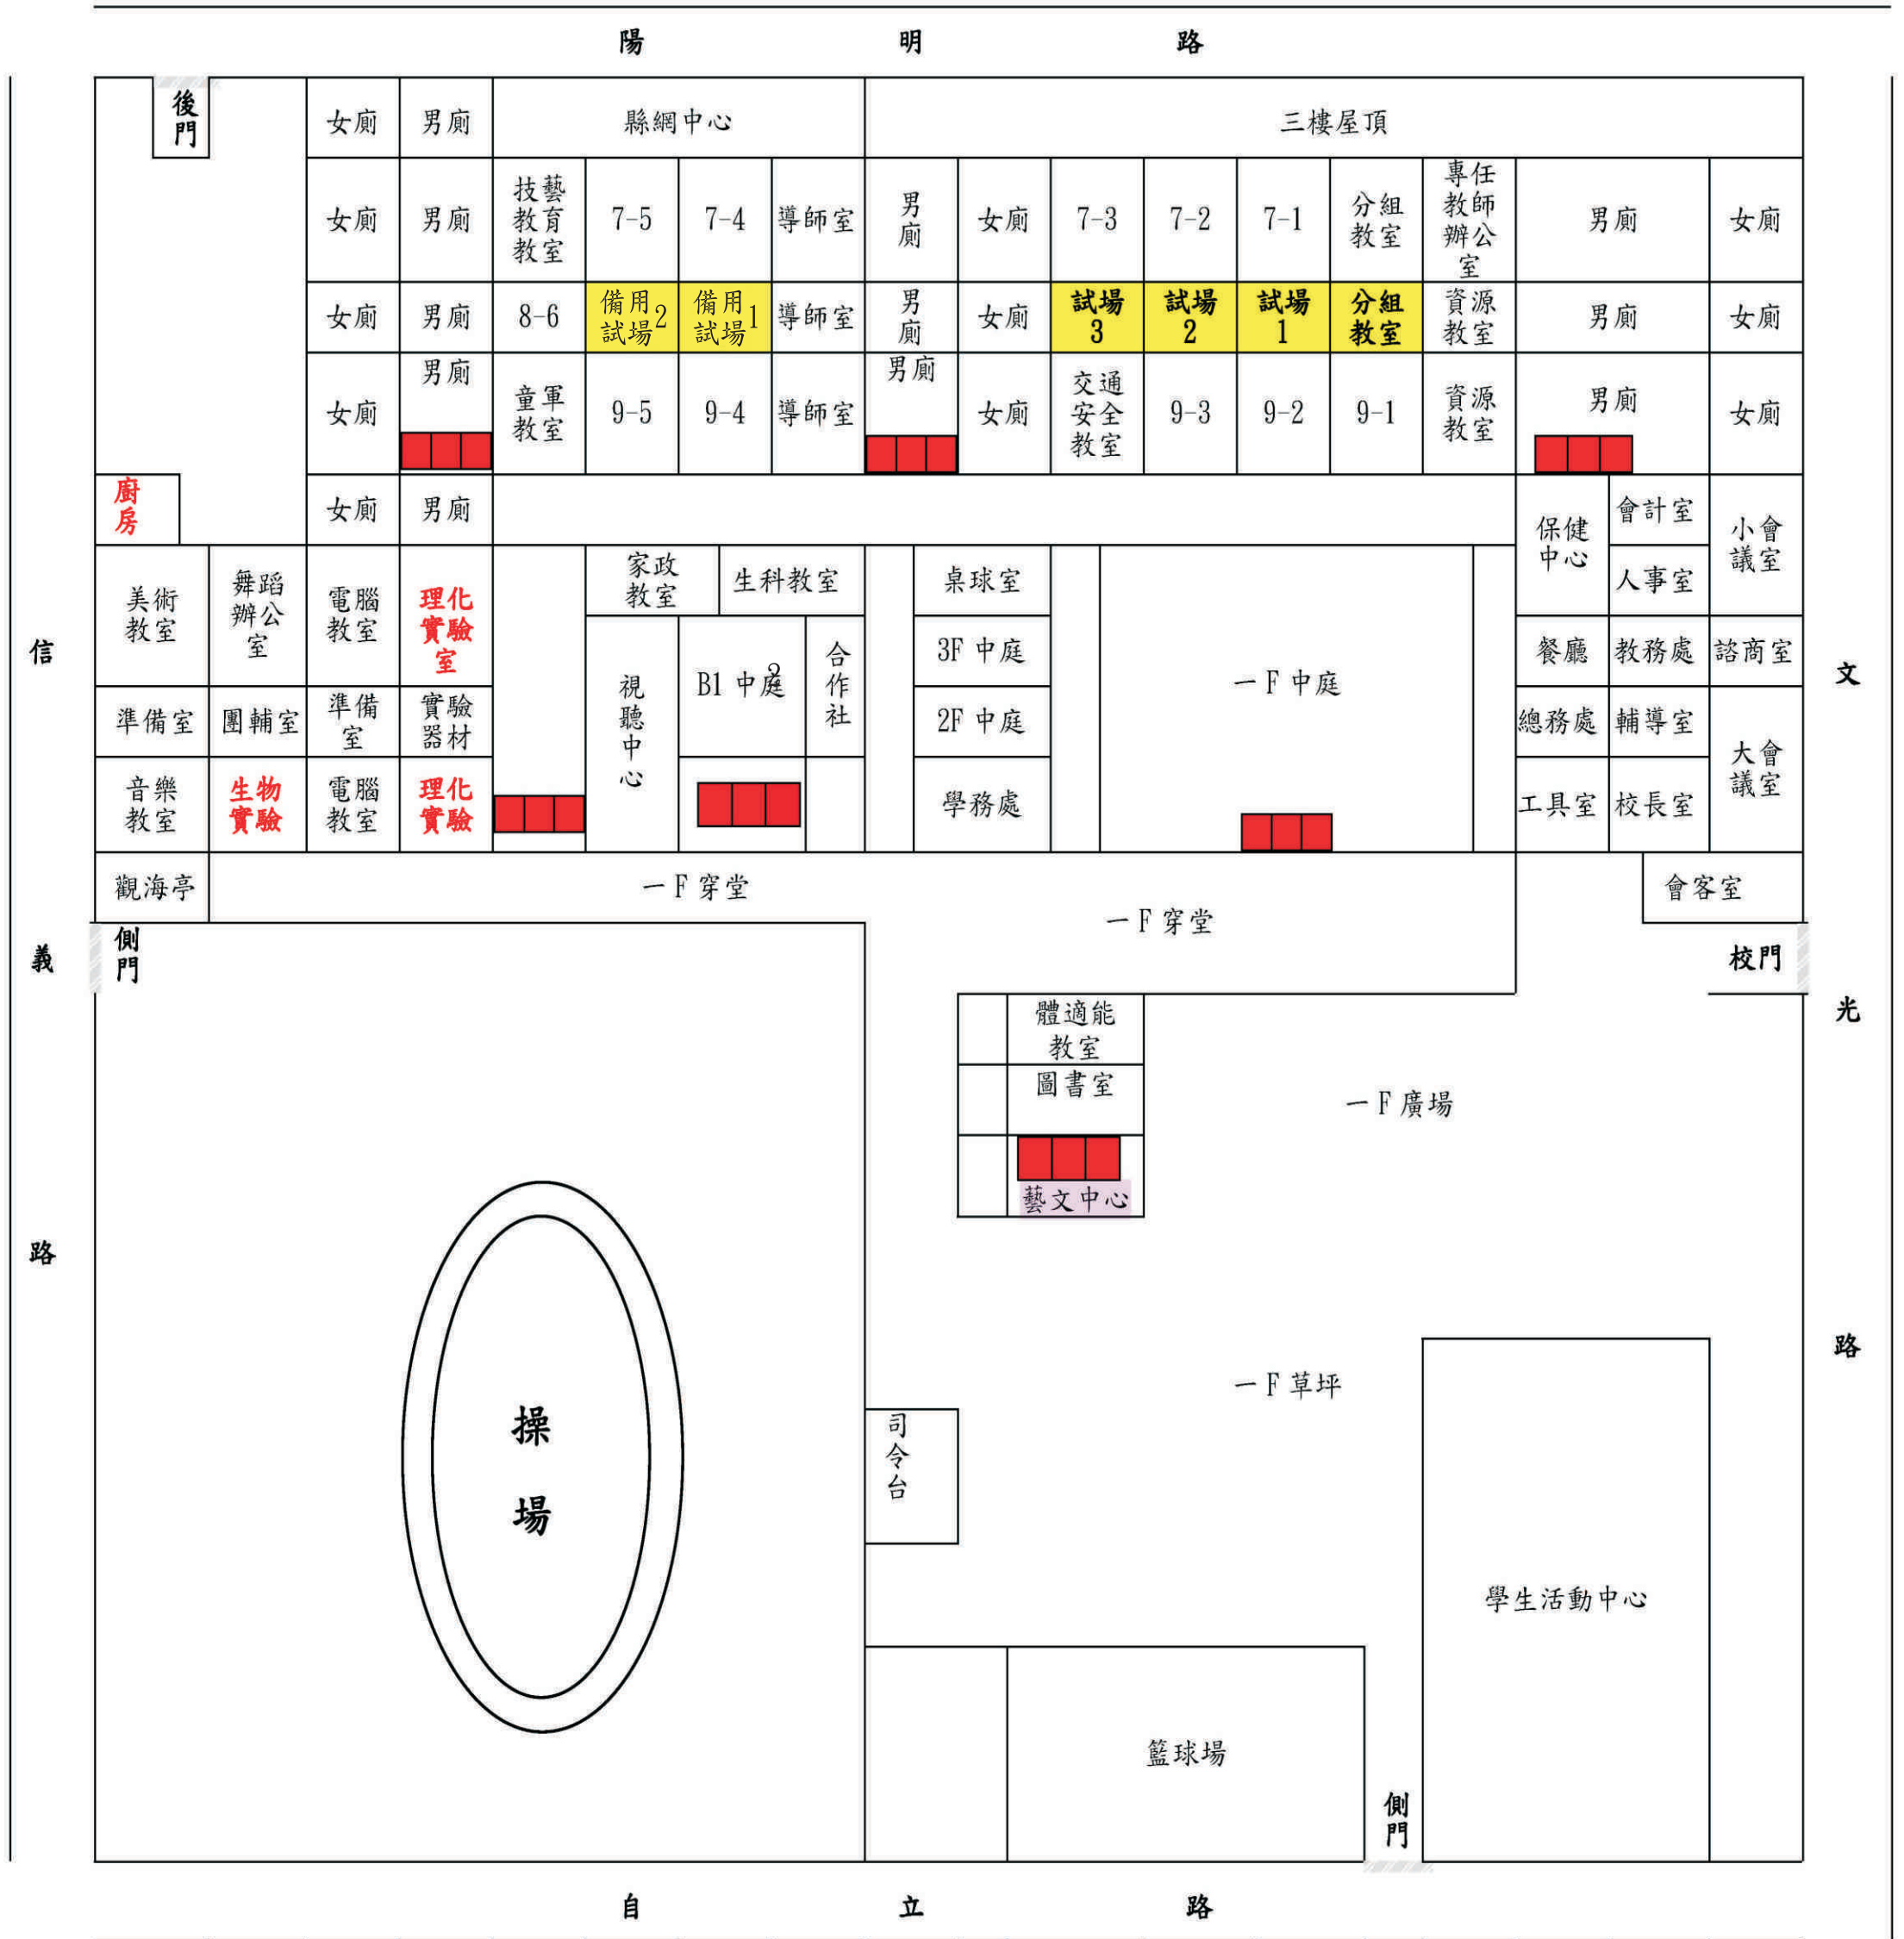 陽明路
後門
女廁 男廁 縣網中心 三樓屋頂
女廁 男廁 技藝教育教室 7-5 7-4 導師室 男廁 女廁 7-3 7-2 7-1 分組教室 專任教師辦公室 男廁 女廁
女廁 男廁 8-6 備用試場2 備用試場1 導師室 男廁 女廁 試場3 試場2 試場1 分組教室 資源教室 男廁 女廁
女廁 男廁 童軍教室 9-5 9-4 導師室 男廁 女廁 交通安全教室 9-3 9-2 9-1 資源教室 男廁 女廁
廚房 女廁 男廁 保健中心 會計室 小會議室
人事室
美術教室 舞蹈辦公室 電腦教室 理化實驗室 家政教室 生科教室 桌球室
視聽中心 B1 中庭 2 合作社 3F 中庭 一 F 中庭 餐廳 教務處 諮商室
準備室 團輔室 準備室 實驗器材 2F 中庭 總務處 輔導室 大會議室
音樂教室 生物實驗 電腦教室 理化實驗 學務處 工具室 校長室
觀海亭 一 F 穿堂 一 F 穿堂 會客室
側門 校門
體適能教室
圖書室
一 F 廣場
藝文中心
一 F 草坪
操場
司令台
學生活動中心
籃球場
側門
信義路
文光路
自立路